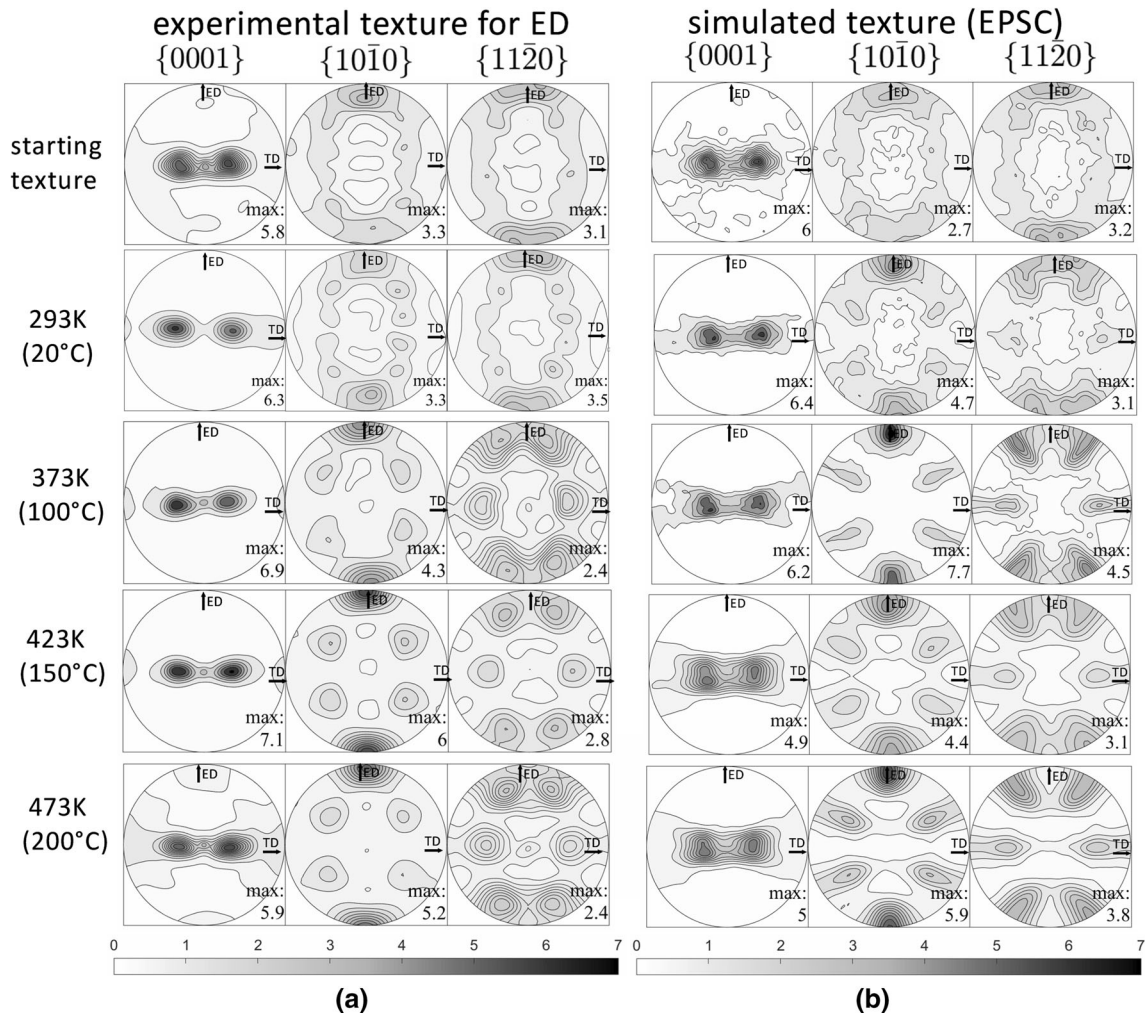 experimental texture for ED
{0001} {101̄0} {112̄0}
simulated texture (EPSC)
{0001} {101̄0} {112̄0}
starting
texture
ED ED ED ED ED ED
TD TD TD TD TD TD
max: max: max: max: max: max:
5.8 3.3 3.1 6 2.7 3.2
293K
(20°C)
ED ED ED ED ED ED
TD TD TD TD TD TD
max: max: max: max: max: max:
6.3 3.3 3.5 6.4 4.7 3.1
373K
(100°C)
ED ED ED ED ED ED
TD TD TD TD TD TD
max: max: max: max: max: max:
6.9 4.3 2.4 6.2 7.7 4.5
423K
(150°C)
ED ED ED ED ED ED
TD TD TD TD TD TD
max: max: max: max: max: max:
7.1 6 2.8 4.9 4.4 3.1
473K
(200°C)
ED ED ED ED ED ED
TD TD TD TD TD TD
max: max: max: max: max: max:
5.9 5.2 2.4 5 5.9 3.8
0 1 2 3 4 5 6 7
0 1 2 3 4 5 6 7
(a)
(b)